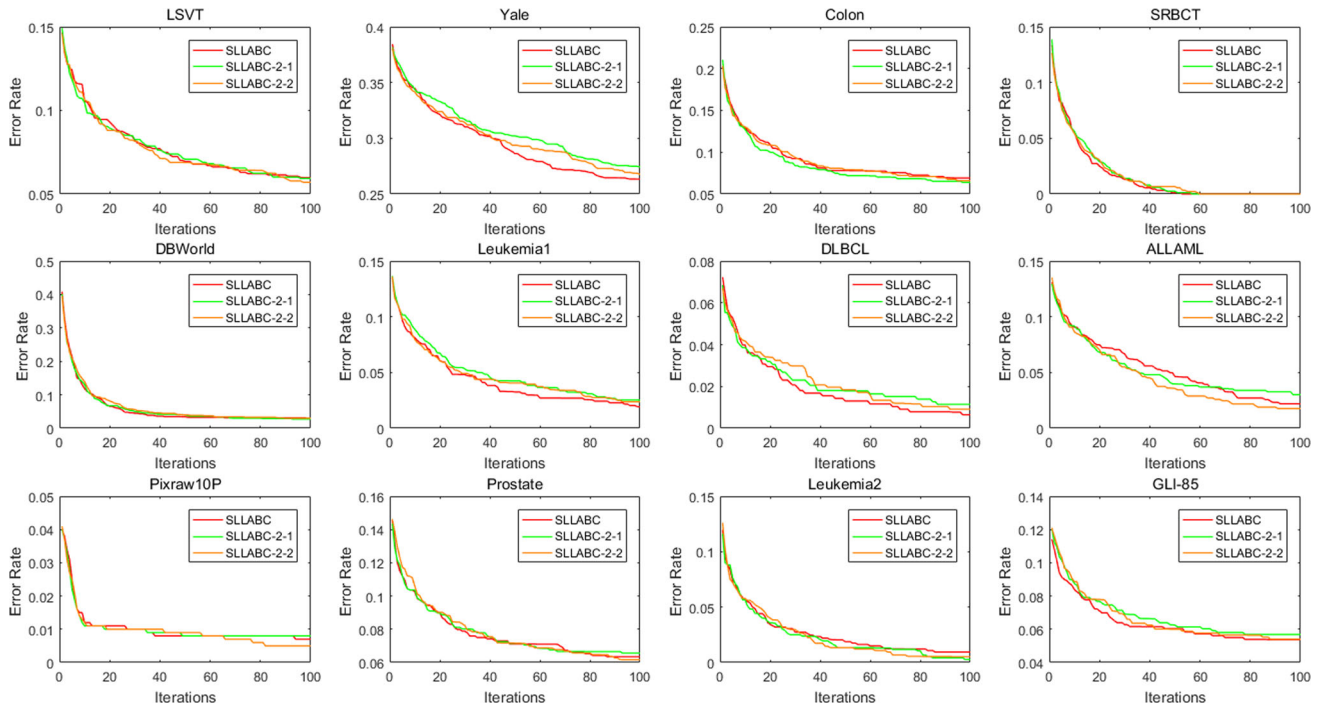 LSVT
0.15
0.1
0.05
Error Rate
SLLABC
SLLABC-2-1
SLLABC-2-2
0 20 40 60 80 100
Iterations
Yale
0.4
0.35
0.3
0.25
Error Rate
SLLABC
SLLABC-2-1
SLLABC-2-2
0 20 40 60 80 100
Iterations
Colon
0.25
0.2
0.15
0.1
0.05
Error Rate
SLLABC
SLLABC-2-1
SLLABC-2-2
0 20 40 60 80 100
Iterations
SRBCT
0.15
0.1
0.05
0
Error Rate
SLLABC
SLLABC-2-1
SLLABC-2-2
0 20 40 60 80 100
Iterations
DBWorld
0.5
0.4
0.3
0.2
0.1
0
Error Rate
SLLABC
SLLABC-2-1
SLLABC-2-2
0 20 40 60 80 100
Iterations
Leukemia1
0.15
0.1
0.05
0
Error Rate
SLLABC
SLLABC-2-1
SLLABC-2-2
0 20 40 60 80 100
Iterations
DLBCL
0.08
0.06
0.04
0.02
0
Error Rate
SLLABC
SLLABC-2-1
SLLABC-2-2
0 20 40 60 80 100
Iterations
ALLAML
0.15
0.1
0.05
0
Error Rate
SLLABC
SLLABC-2-1
SLLABC-2-2
0 20 40 60 80 100
Iterations
Pixraw10P
0.05
0.04
0.03
0.02
0.01
0
Error Rate
SLLABC
SLLABC-2-1
SLLABC-2-2
0 20 40 60 80 100
Iterations
Prostate
0.16
0.14
0.12
0.1
0.08
0.06
Error Rate
SLLABC
SLLABC-2-1
SLLABC-2-2
0 20 40 60 80 100
Iterations
Leukemia2
0.15
0.1
0.05
0
Error Rate
SLLABC
SLLABC-2-1
SLLABC-2-2
0 20 40 60 80 100
Iterations
GLI-85
0.14
0.12
0.1
0.08
0.06
0.04
Error Rate
SLLABC
SLLABC-2-1
SLLABC-2-2
0 20 40 60 80 100
Iterations